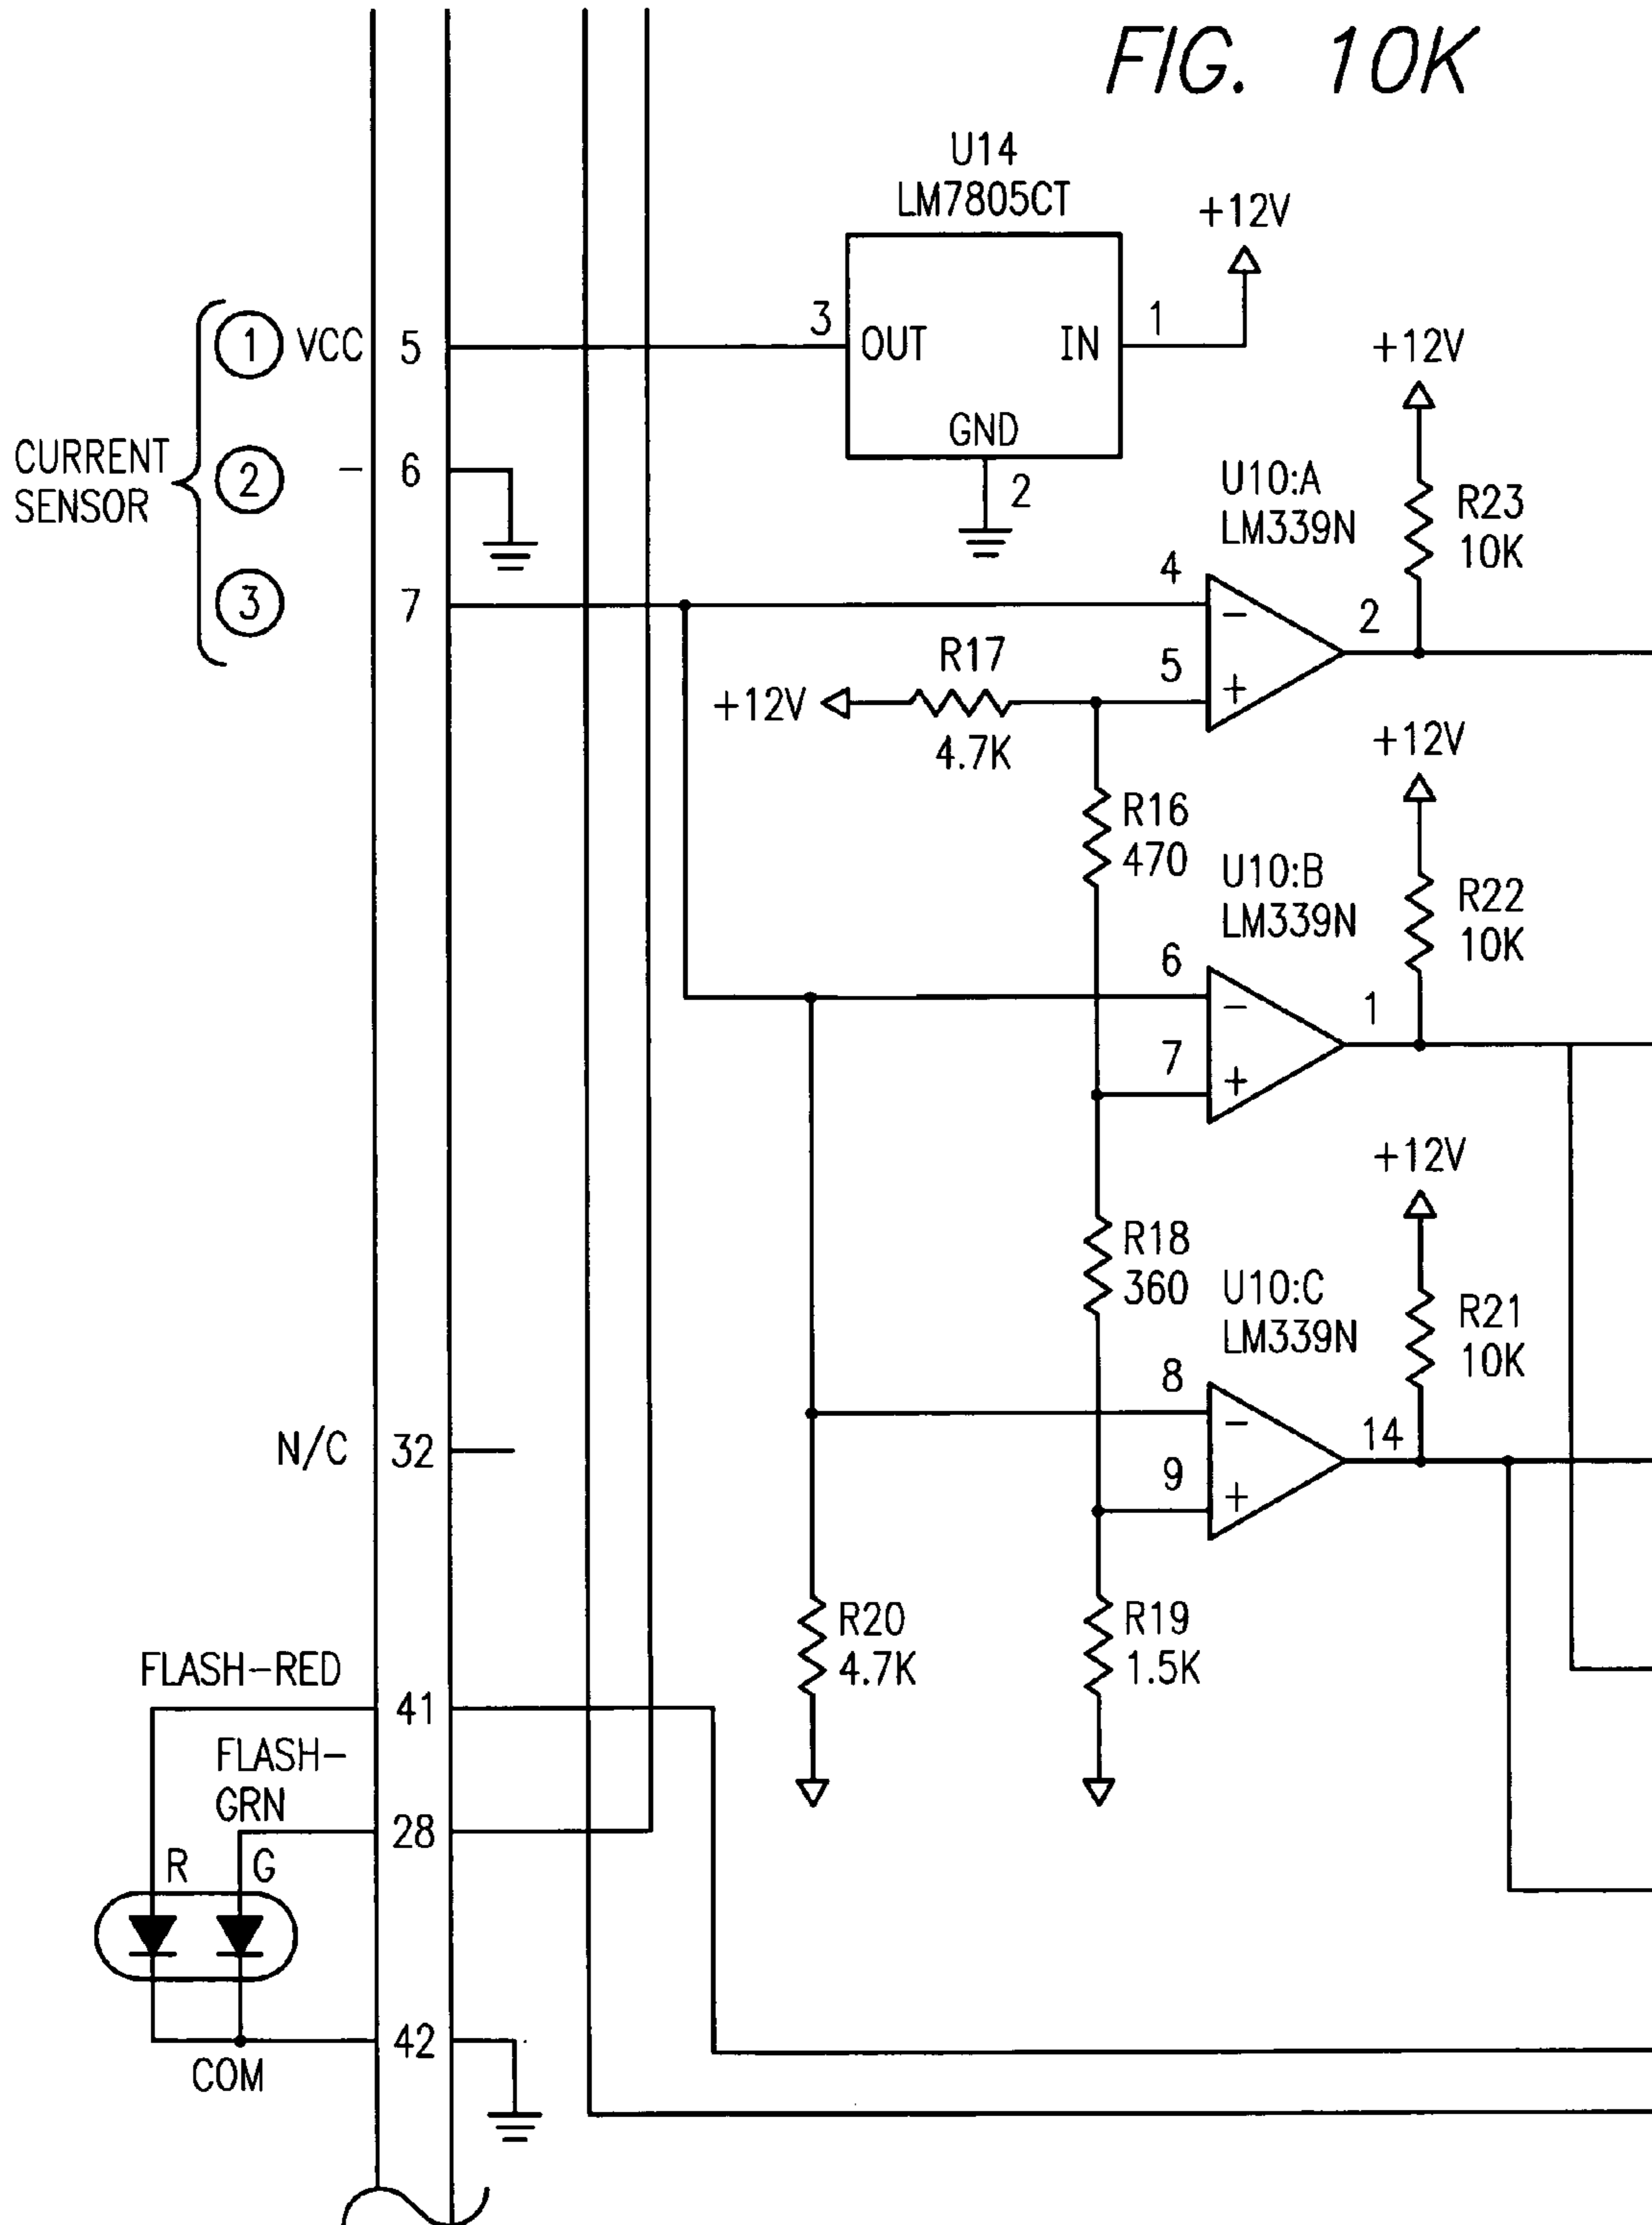 FIG. 10K
U14
LM7805CT
+12V
3
OUT
IN
1
GND
2
CURRENT
SENSOR
1 VCC 5
2 - 6
3 7
+12V
R23
10K
U10:A
LM339N
4
-
5
+
2
+12V
R17
4.7K
R16
470
+12V
R22
10K
U10:B
LM339N
6
-
7
+
1
R18
360
+12V
R21
10K
U10:C
LM339N
8
-
9
+
14
N/C 32
R20
4.7K
R19
1.5K
FLASH-RED
41
FLASH-
GRN
28
R G
42
COM